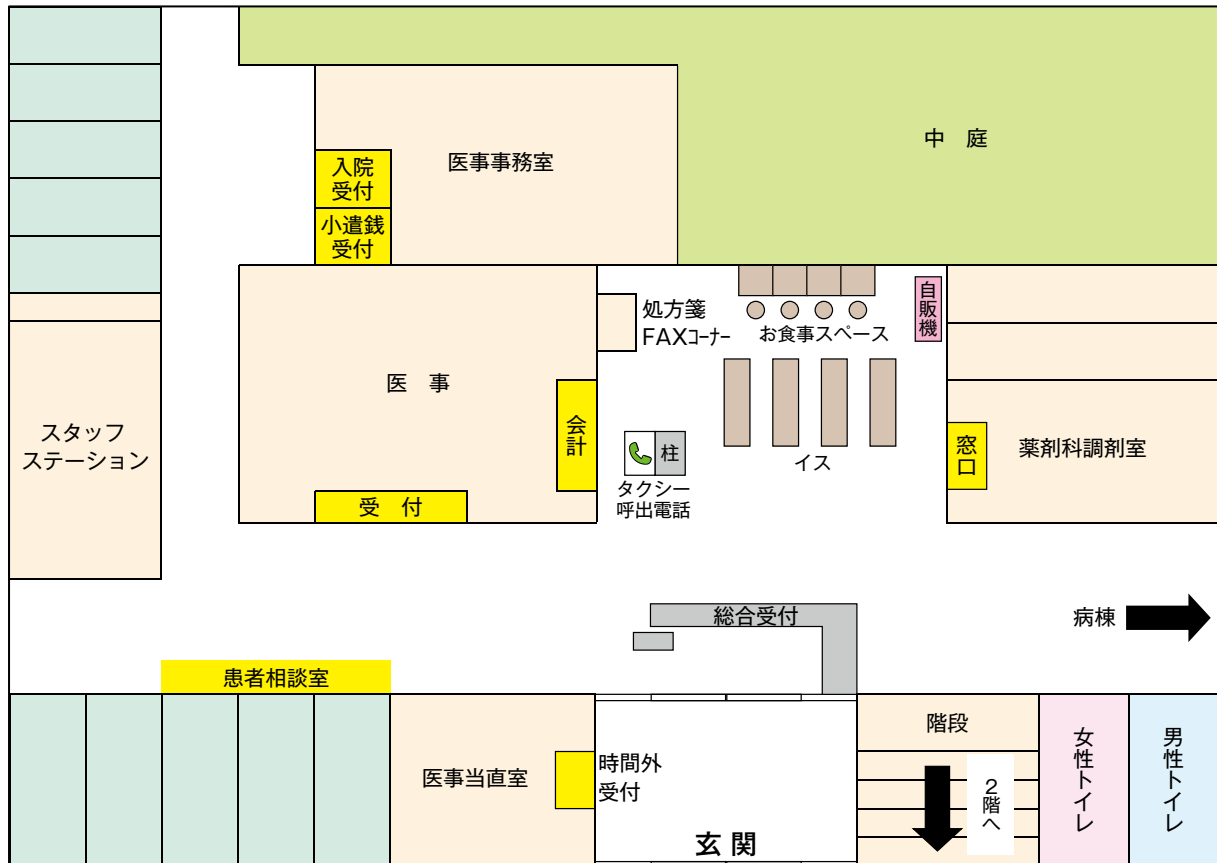 中 庭
入院
受付
医事事務室
小遣銭
受付
処方箋
FAXコーナー
お食事スペース
自販機
医 事
会計
柱
タクシー
呼出電話
イス
窓口
薬剤科調剤室
スタッフ
ステーション
受 付
総合受付
病棟
患者相談室
医事当直室
時間外
受付
玄関
階段
2階へ
女性トイレ
男性トイレ